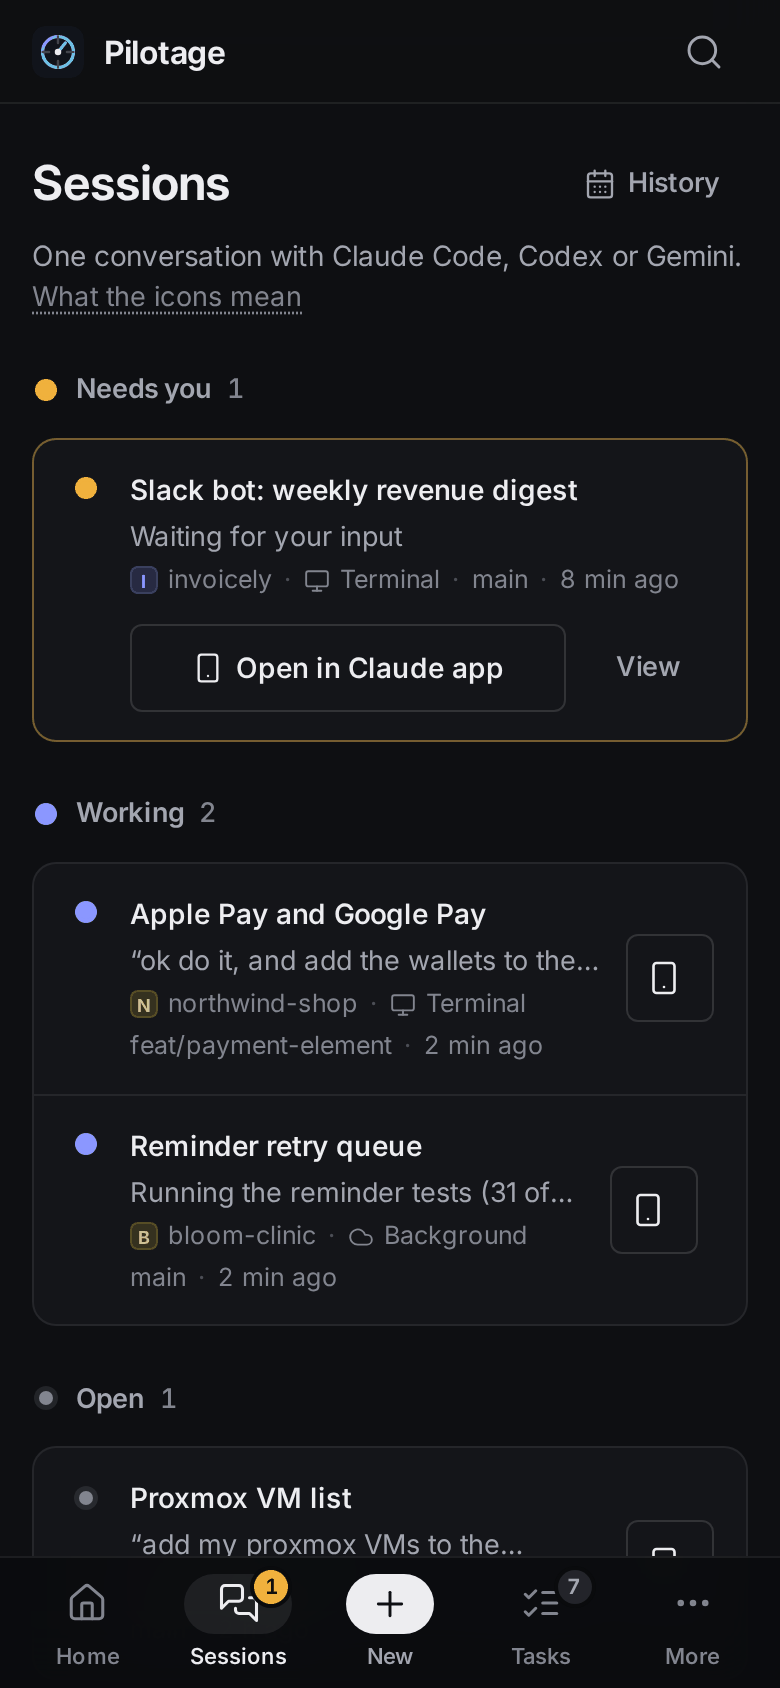 Pilotage
Sessions
History
One conversation with Claude Code, Codex or Gemini.
What the icons mean
Needs you 1
Slack bot: weekly revenue digest
Waiting for your input
I invoicely · Terminal · main · 8 min ago
Open in Claude app
View
Working 2
Apple Pay and Google Pay
“ok do it, and add the wallets to the…
N northwind-shop · Terminal
feat/payment-element · 2 min ago
Reminder retry queue
Running the reminder tests (31 of…
B bloom-clinic · Background
main · 2 min ago
Open 1
Proxmox VM list
“add my proxmox VMs to the…
1
7
Home
Sessions
New
Tasks
More